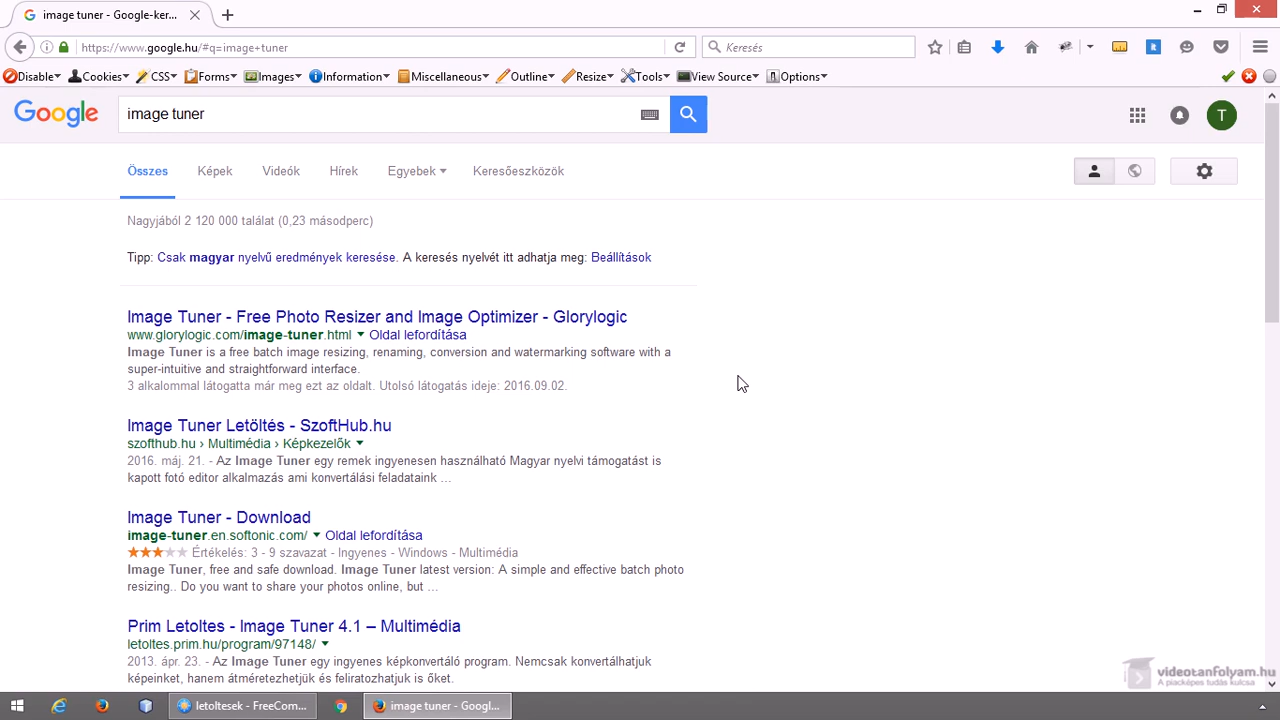 image tuner - Google-ker...
https://www.google.hu/#q=image+tuner
Keresés
Disable Cookies CSS Forms Images Information Miscellaneous Outline Resize Tools View Source Options
Google
image tuner
T
Összes Képek Videók Hírek Egyebek Keresőeszközök
Nagyjából 2 120 000 találat (0,23 másodperc)
Tipp: Csak magyar nyelvű eredmények keresése. A keresés nyelvét itt adhatja meg: Beállítások
Image Tuner - Free Photo Resizer and Image Optimizer - Glorylogic
www.glorylogic.com/image-tuner.html Oldal lefordítása
Image Tuner is a free batch image resizing, renaming, conversion and watermarking software with a
super-intuitive and straightforward interface.
3 alkalommal látogatta már meg ezt az oldalt. Utolsó látogatás ideje: 2016.09.02.
Image Tuner Letöltés - SzoftHub.hu
szofthub.hu › Multimédia › Képkezelők
2016. máj. 21. - Az Image Tuner egy remek ingyenesen használható Magyar nyelvi támogatást is
kapott fotó editor alkalmazás ami konvertálási feladataink ...
Image Tuner - Download
image-tuner.en.softonic.com/ Oldal lefordítása
Értékelés: 3 - 9 szavazat - Ingyenes - Windows - Multimédia
Image Tuner, free and safe download. Image Tuner latest version: A simple and effective batch photo
resizing.. Do you want to share your photos online, but ...
Prim Letoltes - Image Tuner 4.1 – Multimédia
letoltes.prim.hu/program/97148/
2013. ápr. 23. - Az Image Tuner egy ingyenes képkonvertáló program. Nemcsak konvertálhatjuk
képeinket, hanem átméretezhetjük és feliratozhatjuk is őket.
videotanfolyam.hu
A piacképes tudás kulcsa
letoltesek - FreeCom... image tuner - Googl...